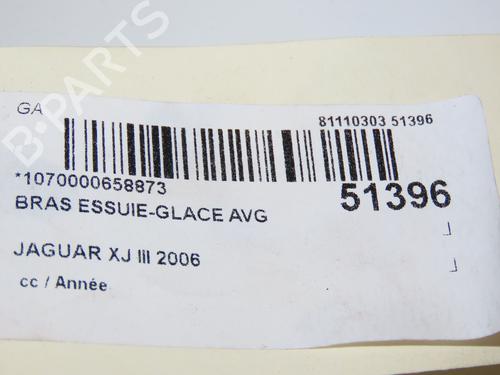 B-PARTS
GA
81110303 51396
*1070000658873
51396
BRAS ESSUIE-GLACE AVG
JAGUAR XJ III 2006
cc / Année